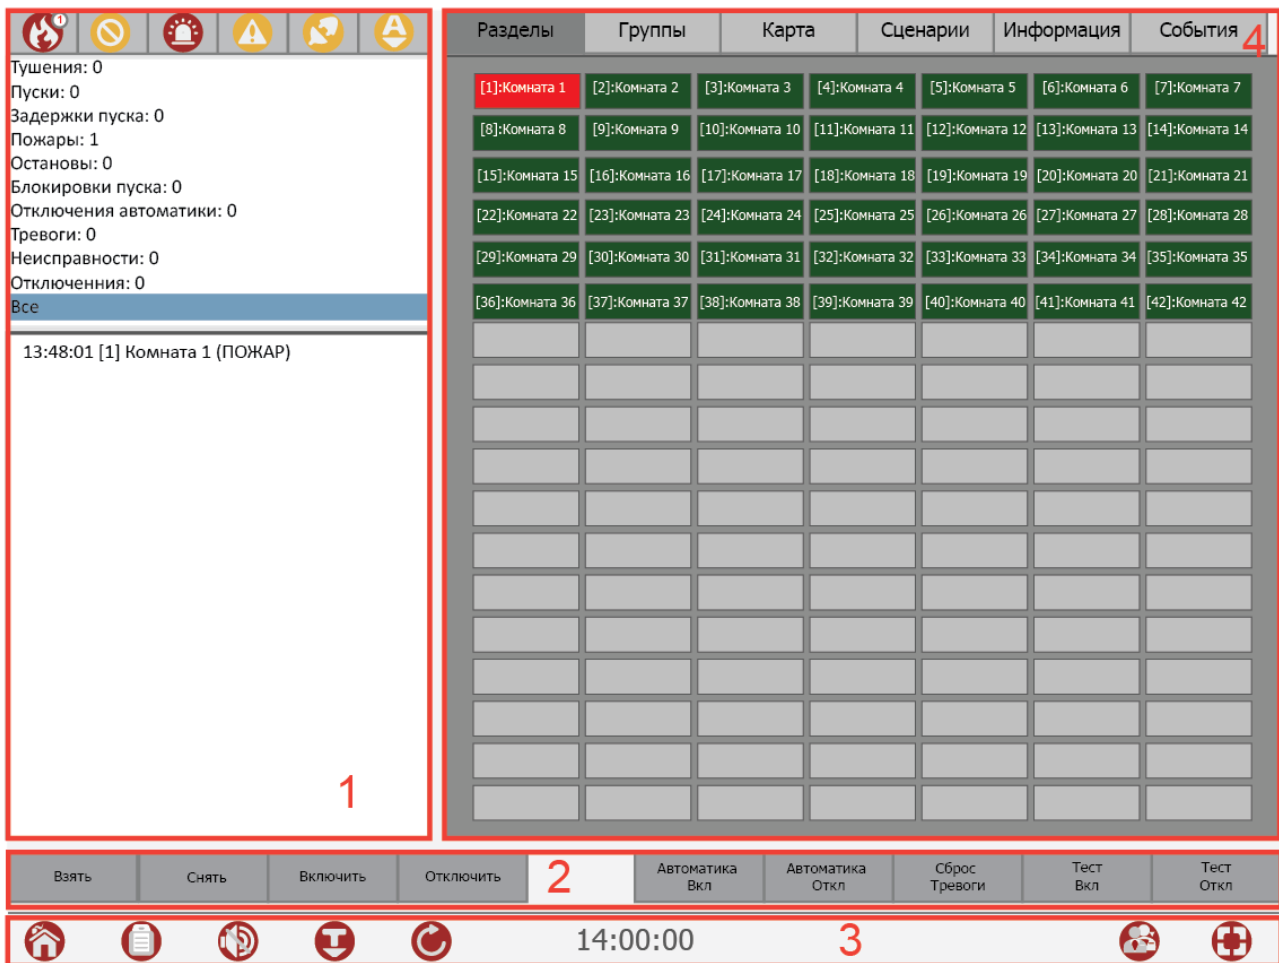 1
Тушения: 0
Пуски: 0
Задержки пуска: 0
Пожары: 1
Остановы: 0
Блокировки пуска: 0
Отключения автоматики: 0
Тревоги: 0
Неисправности: 0
Отключенния: 0
Все
13:48:01 [1] Комната 1 (ПОЖАР)
1
Разделы Группы Карта Сценарии Информация События 4
[1]:Комната 1 [2]:Комната 2 [3]:Комната 3 [4]:Комната 4 [5]:Комната 5 [6]:Комната 6 [7]:Комната 7
[8]:Комната 8 [9]:Комната 9 [10]:Комната 10 [11]:Комната 11 [12]:Комната 12 [13]:Комната 13 [14]:Комната 14
[15]:Комната 15 [16]:Комната 16 [17]:Комната 17 [18]:Комната 18 [19]:Комната 19 [20]:Комната 20 [21]:Комната 21
[22]:Комната 22 [23]:Комната 23 [24]:Комната 24 [25]:Комната 25 [26]:Комната 26 [27]:Комната 27 [28]:Комната 28
[29]:Комната 29 [30]:Комната 30 [31]:Комната 31 [32]:Комната 32 [33]:Комната 33 [34]:Комната 34 [35]:Комната 35
[36]:Комната 36 [37]:Комната 37 [38]:Комната 38 [39]:Комната 39 [40]:Комната 40 [41]:Комната 41 [42]:Комната 42
Взять
Снять
Включить
Отключить
2
Автоматика
Вкл
Автоматика
Откл
Сброс
Тревоги
Тест
Вкл
Тест
Откл
14:00:00
3